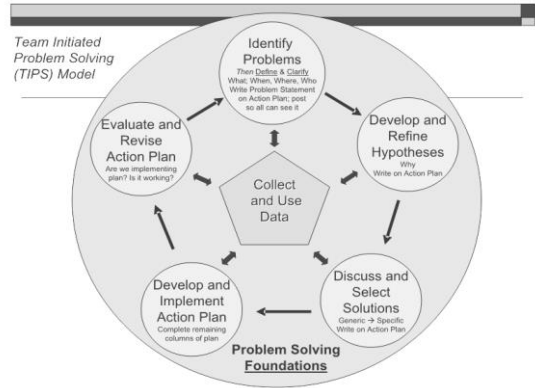 Team Initiated
Problem Solving
(TIPS) Model
Identify
Problems
Then Define & Clarify
What, When, Where, Who
Write Problem Statement
on Action Plan; post
so all can see it
Develop and
Refine
Hypotheses
Why
Write on Action Plan
Discuss and
Select
Solutions
Generic → Specific
Write on Action Plan
Develop and
Implement
Action Plan
Complete remaining
columns of plan
Evaluate and
Revise
Action Plan
Are we implementing
plan? Is it working?
Collect
and Use
Data
Problem Solving
Foundations